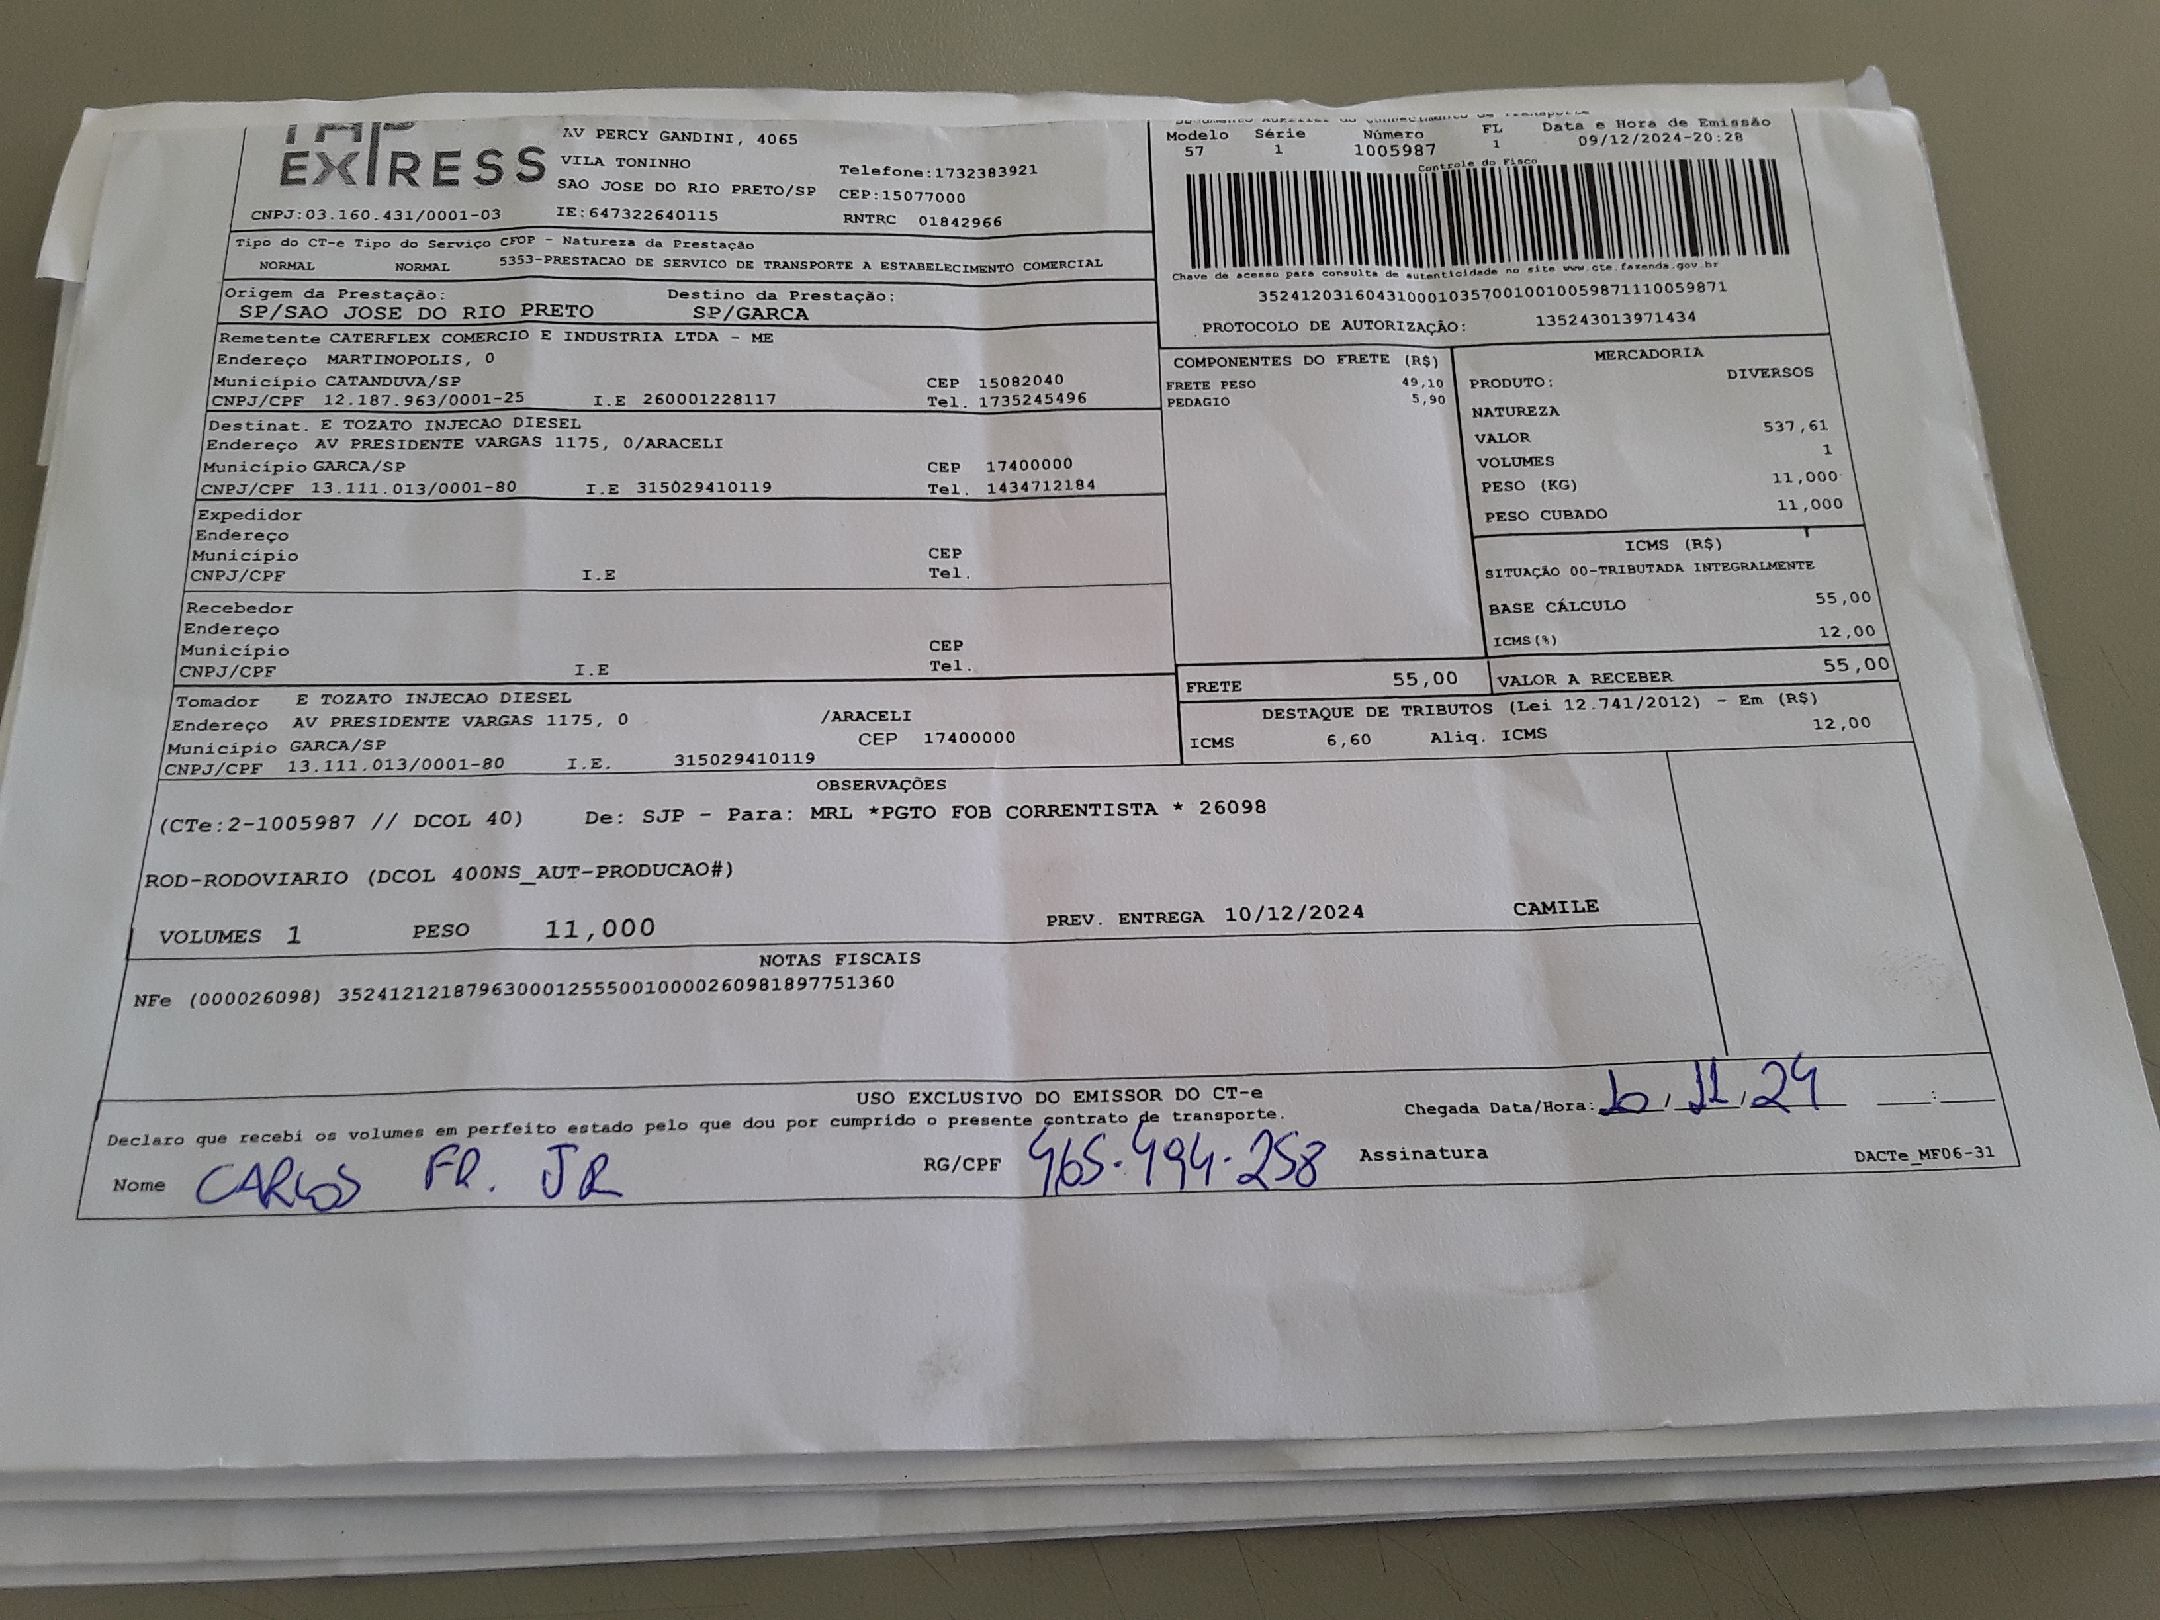 EXPRESS
AV PERCY GANDINI, 4065
VILA TONINHO
SAO JOSE DO RIO PRETO/SP
Telefone:1732383921
CEP:15077000
CNPJ:03.160.431/0001-03 IE:647322640115 RNTRC 01842966
Modelo Série Número FL Data e Hora de Emissão
57 1 1005987 1 09/12/2024-20:28
Controle do Fisco
Chave de acesso para consulta de autenticidade no site www.cte.fazenda.gov.br
35241203160431000103570010010059871110059871
PROTOCOLO DE AUTORIZAÇÃO: 135243013971434
Tipo do CT-e Tipo do Serviço CFOP - Natureza da Prestação
NORMAL NORMAL 5353-PRESTACAO DE SERVICO DE TRANSPORTE A ESTABELECIMENTO COMERCIAL
Origem da Prestação: Destino da Prestação:
SP/SAO JOSE DO RIO PRETO SP/GARCA
Remetente CATERFLEX COMERCIO E INDUSTRIA LTDA - ME
Endereço MARTINOPOLIS, 0
Município CATANDUVA/SP CEP 15082040
CNPJ/CPF 12.187.963/0001-25 I.E 260001228117 Tel. 1735245496
Destinat. E TOZATO INJECAO DIESEL
Endereço AV PRESIDENTE VARGAS 1175, 0/ARACELI
Município GARCA/SP CEP 17400000
CNPJ/CPF 13.111.013/0001-80 I.E 315029410119 Tel. 1434712184
Expedidor
Endereço
Município CEP
CNPJ/CPF I.E Tel.
Recebedor
Endereço
Município CEP
CNPJ/CPF I.E Tel.
Tomador E TOZATO INJECAO DIESEL
Endereço AV PRESIDENTE VARGAS 1175, 0 /ARACELI
Município GARCA/SP CEP 17400000
CNPJ/CPF 13.111.013/0001-80 I.E. 315029410119
COMPONENTES DO FRETE (R$)
FRETE PESO 49,10
PEDAGIO 5,90
MERCADORIA
PRODUTO: DIVERSOS
NATUREZA
VALOR 537,61
VOLUMES 1
PESO (KG) 11,000
PESO CUBADO 11,000
ICMS (R$)
SITUAÇÃO 00-TRIBUTADA INTEGRALMENTE
BASE CÁLCULO 55,00
ICMS(%) 12,00
FRETE 55,00 VALOR A RECEBER 55,00
DESTAQUE DE TRIBUTOS (Lei 12.741/2012) - Em (R$)
ICMS 6,60 Aliq. ICMS 12,00
OBSERVAÇÕES
(CTe:2-1005987 // DCOL 40) De: SJP - Para: MRL *PGTO FOB CORRENTISTA * 26098
ROD-RODOVIARIO (DCOL 400NS_AUT-PRODUCAO#)
VOLUMES 1 PESO 11,000 PREV. ENTREGA 10/12/2024 CAMILE
NOTAS FISCAIS
NFe (000026098) 35241212187963000125550010000260981897751360
USO EXCLUSIVO DO EMISSOR DO CT-e
Declaro que recebi os volumes em perfeito estado pelo que dou por cumprido o presente contrato de transporte.
Chegada Data/Hora: 10, 11, 24 :
Nome CARLOS FR. JR RG/CPF 465.494.258 Assinatura
DACTe_MF06-31